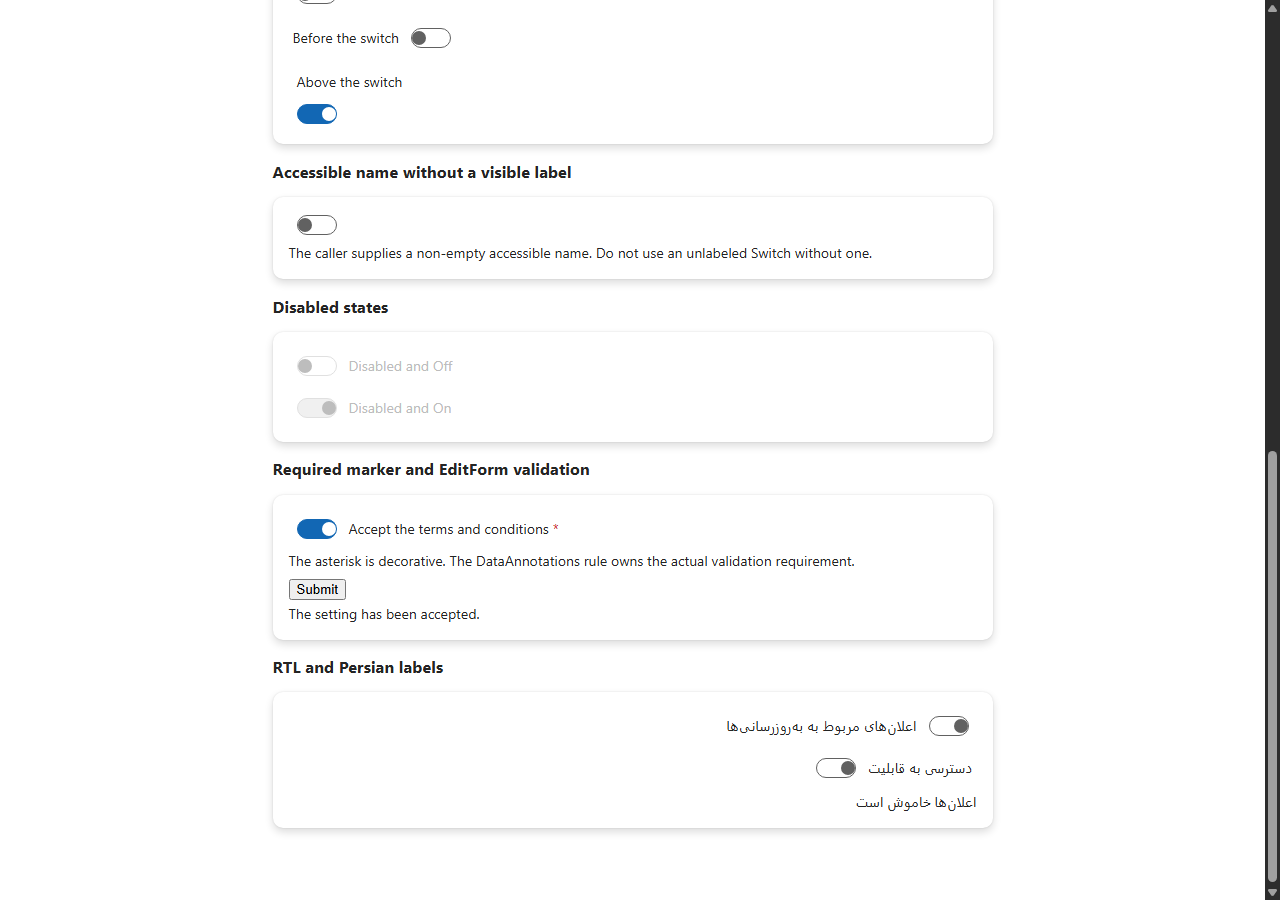 Before the switch
Above the switch
Accessible name without a visible label
The caller supplies a non-empty accessible name. Do not use an unlabeled Switch without one.
Disabled states
Disabled and Off
Disabled and On
Required marker and EditForm validation
Accept the terms and conditions *
The asterisk is decorative. The DataAnnotations rule owns the actual validation requirement.
Submit
The setting has been accepted.
RTL and Persian labels
اعلان‌های مربوط به به‌روزرسانی‌ها
دسترسی به قابلیت
اعلان‌ها خاموش است